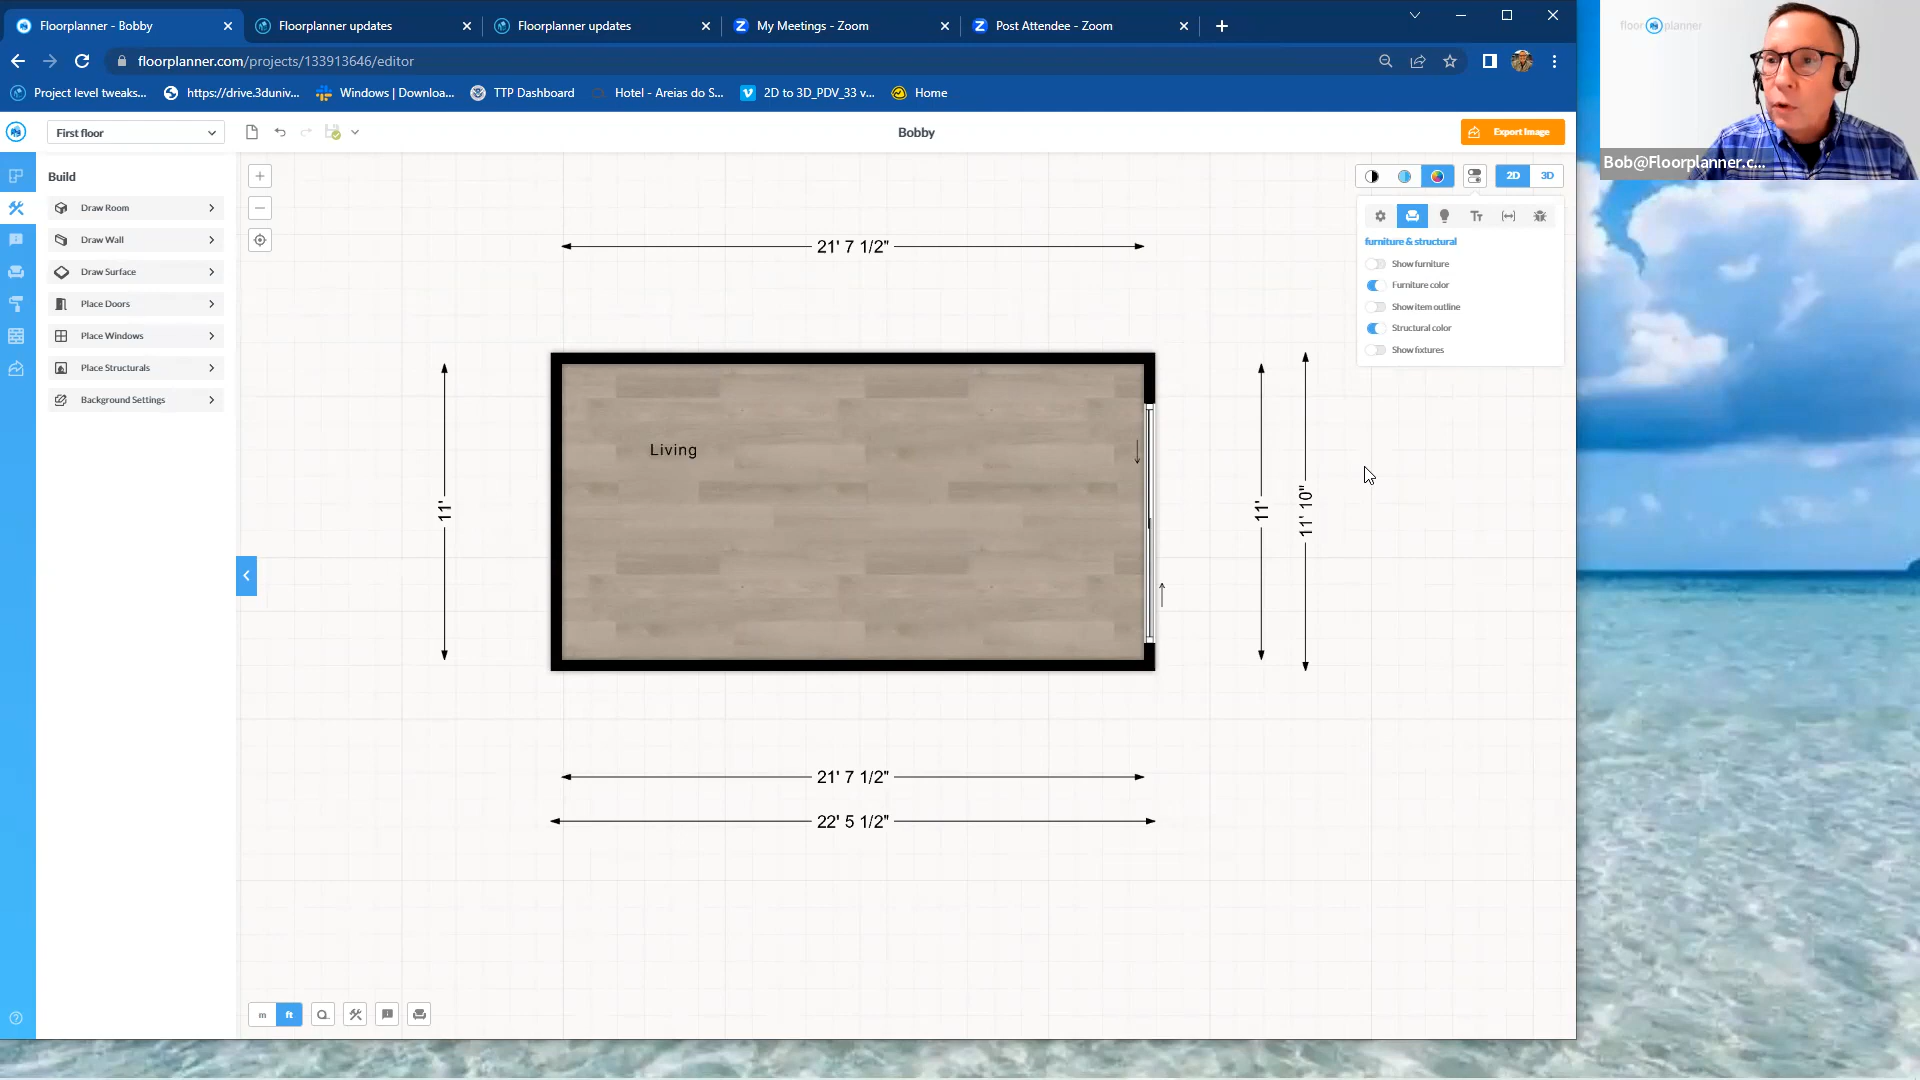 Floorplanner - Bobby
Floorplanner updates
Floorplanner updates
My Meetings - Zoom
Post Attendee - Zoom
floorplanner.com/projects/133913646/editor
Project level tweaks...
https://drive.3duniv...
Windows | Downloa...
TTP Dashboard
Hotel - Areias do S...
2D to 3D_PDV_33 v...
Home
First floor
Bobby
Export Image
Build
Draw Room
Draw Wall
Draw Surface
Place Doors
Place Windows
Place Structurals
Background Settings
2D
3D
furniture & structural
Show furniture
Furniture color
Show item outline
Structural color
Show fixtures
21' 7 1/2"
Living
11'
11'
11' 10"
21' 7 1/2"
22' 5 1/2"
m
ft
floor planner
Bob@Floorplanner.c...